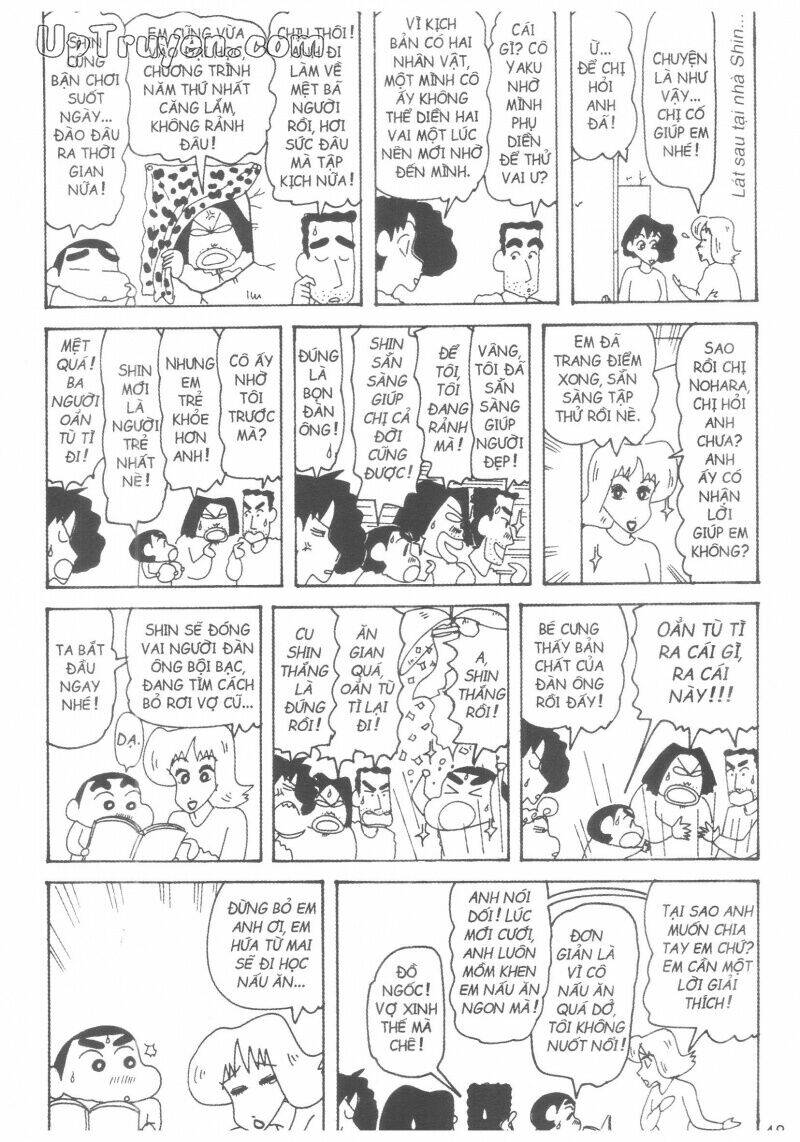 UpTruyen.com
Lát sau tại nhà Shin...
CHUYỆN
LÀ NHƯ
VẬY...
CHỊ CÓ
GIÚP EM
NHÉ!
Ừ...
ĐỂ CHỊ
HỎI
ANH
ĐÃ!
CÁI
GÌ? CÔ
YAKU
NHỜ
MÌNH
PHỤ
DIỄN
ĐỂ THỬ
VAI Ư?
VÌ KỊCH
BẢN CÓ HAI
NHÂN VẬT,
MỘT MÌNH CÔ
ẤY KHÔNG
THỂ DIỄN HAI
VAI MỘT LÚC
NÊN MỚI NHỜ
ĐẾN MÌNH.
CHỊU THÔI!
ANH ĐI
LÀM VỀ
MỆT BÃ
NGƯỜI
RỒI, HƠI
SỨC ĐÂU
MÀ TẬP
KỊCH NỮA!
EM CŨNG VỪA
VÀO ĐẠI HỌC,
CHƯƠNG TRÌNH
NĂM THỨ NHẤT
CĂNG LẮM,
KHÔNG RẢNH
ĐÂU!
SHIN
CŨNG
BẬN CHƠI
SUỐT
NGÀY...
ĐÀO ĐÂU
RA THỜI
GIAN
NỮA!
SAO
RỒI CHỊ
NOHARA,
CHỊ HỎI
ANH
CHƯA?
ANH
ẤY CÓ
NHẬN
LỜI
GIÚP EM
KHÔNG?
EM ĐÃ
TRANG ĐIỂM
XONG, SẴN
SÀNG TẬP
THỬ RỒI NÈ.
VÂNG,
TÔI ĐÃ
SẴN
SÀNG
GIÚP
NGƯỜI
ĐẸP!
ĐỂ
TÔI, TÔI
ĐANG
RẢNH
MÀ!
SHIN
SẴN
SÀNG
GIÚP
CHỊ CẢ
ĐỜI
CŨNG
ĐƯỢC!
ĐÚNG
LÀ
BỌN
ĐÀN
ÔNG!
CÔ ẤY
NHỜ
TÔI
TRƯỚC
MÀ?
NHƯNG
EM
TRẺ
KHỎE
HƠN
ANH!
SHIN
MỚI
LÀ
NGƯỜI
TRẺ
NHẤT
NÈ!
MỆT
QUÁ!
BA
NGƯỜI
OẲN
TÙ TÌ
ĐI!
OẲN TÙ TÌ
RA CÁI GÌ,
RA CÁI
NÀY!!!
BÉ CƯNG
THẤY BẢN
CHẤT CỦA
ĐÀN ÔNG
RỒI ĐẤY!
A,
SHIN
THẮNG
RỒI!
ĂN
GIAN
QUÁ,
OẲN TÙ
TÌ LẠI
ĐI!
CU
SHIN
THẮNG
LÀ
ĐÚNG
RỒI!
SHIN SẼ ĐÓNG
VAI NGƯỜI ĐÀN
ÔNG BỘI BẠC,
ĐANG TÌM CÁCH
BỎ RƠI VỢ CŨ...
TA BẮT
ĐẦU
NGAY
NHÉ!
DẠ.
TẠI SAO ANH
MUỐN CHIA
TAY EM CHỨ?
EM CẦN MỘT
LỜI GIẢI
THÍCH!
ĐƠN
GIẢN LÀ
VÌ CÔ
NẤU ĂN
QUÁ DỞ,
TÔI KHÔNG
NUỐT NỔI!
ANH NÓI
DỐI! LÚC
MỚI CƯỚI,
ANH LUÔN
MỒM KHEN
EM NẤU ĂN
NGON MÀ!
ĐỒ
NGỐC!
VỢ XINH
THẾ MÀ
CHÊ!
ĐỪNG BỎ EM
ANH ƠI, EM
HỨA TỪ MAI
SẼ ĐI HỌC
NẤU ĂN...